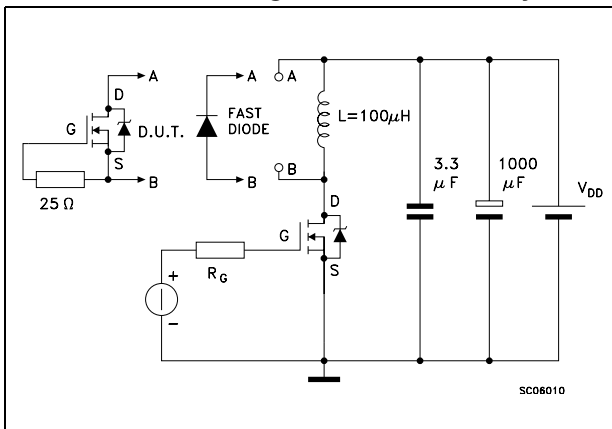 A
D
G
D.U.T.
S
B
25 Ω
A
FAST
DIODE
B
A
L=100μH
B
D
G
S
R_G
+
−
3.3
μF
1000
μF
V_DD
SC06010